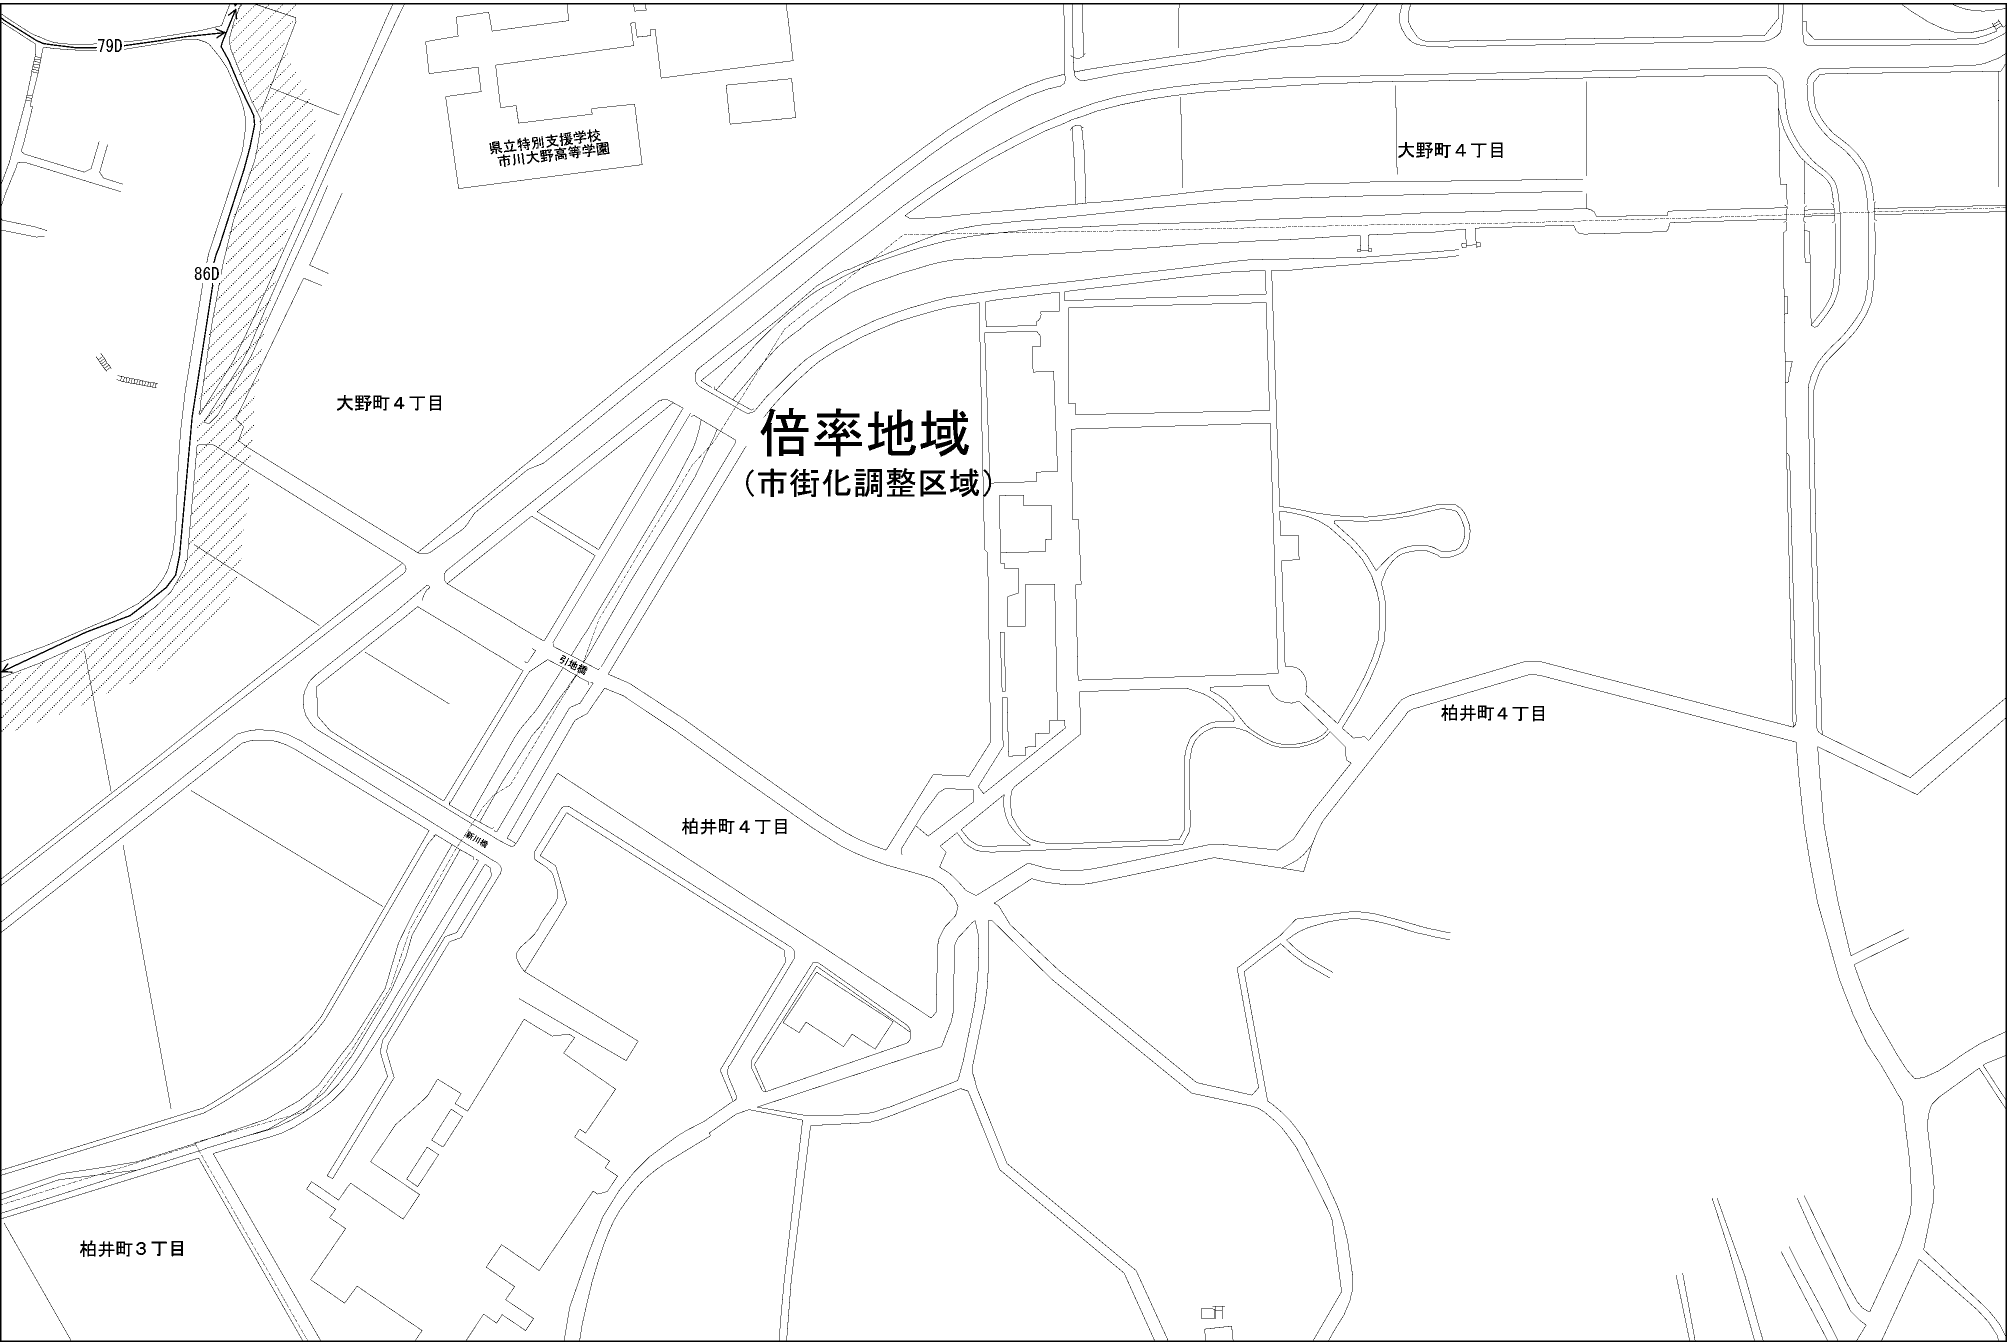 79D
県立特別支援学校
市川大野高等学園
大野町４丁目
86D
大野町４丁目
倍率地域
（市街化調整区域）
引地橋
柏井町４丁目
柏井町４丁目
新川橋
柏井町３丁目